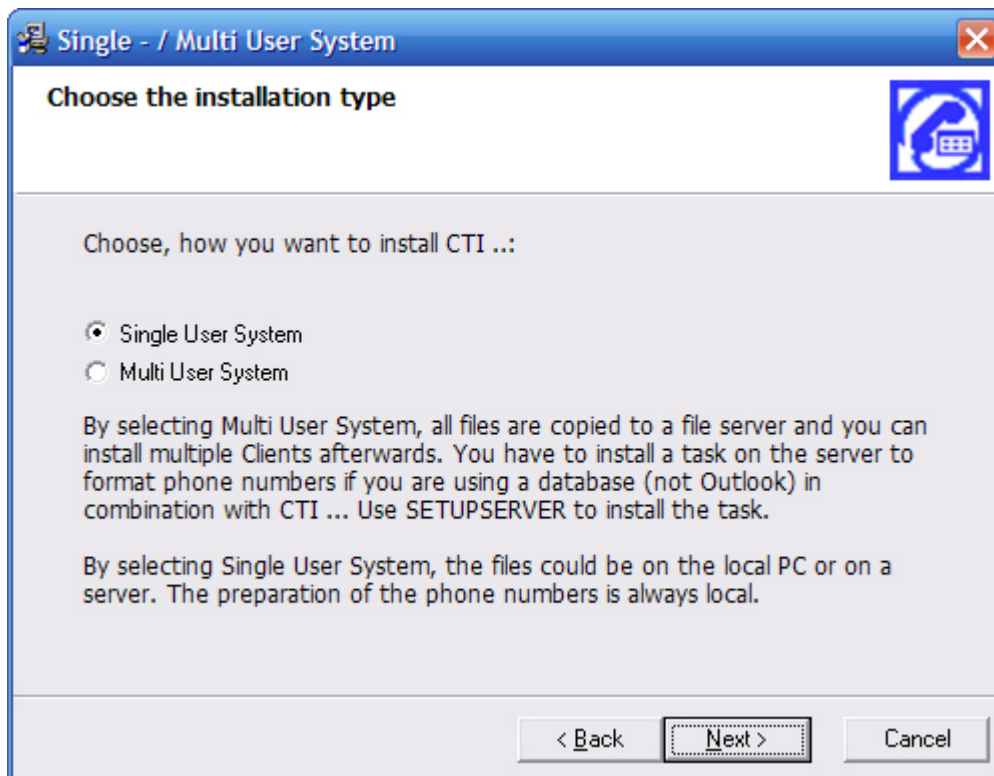 Single - / Multi User System
Choose the installation type
Choose, how you want to install CTI ..:
Single User System
Multi User System
By selecting Multi User System, all files are copied to a file server and you can
install multiple Clients afterwards. You have to install a task on the server to
format phone numbers if you are using a database (not Outlook) in
combination with CTI ... Use SETUPSERVER to install the task.
By selecting Single User System, the files could be on the local PC or on a
server. The preparation of the phone numbers is always local.
< Back Next > Cancel